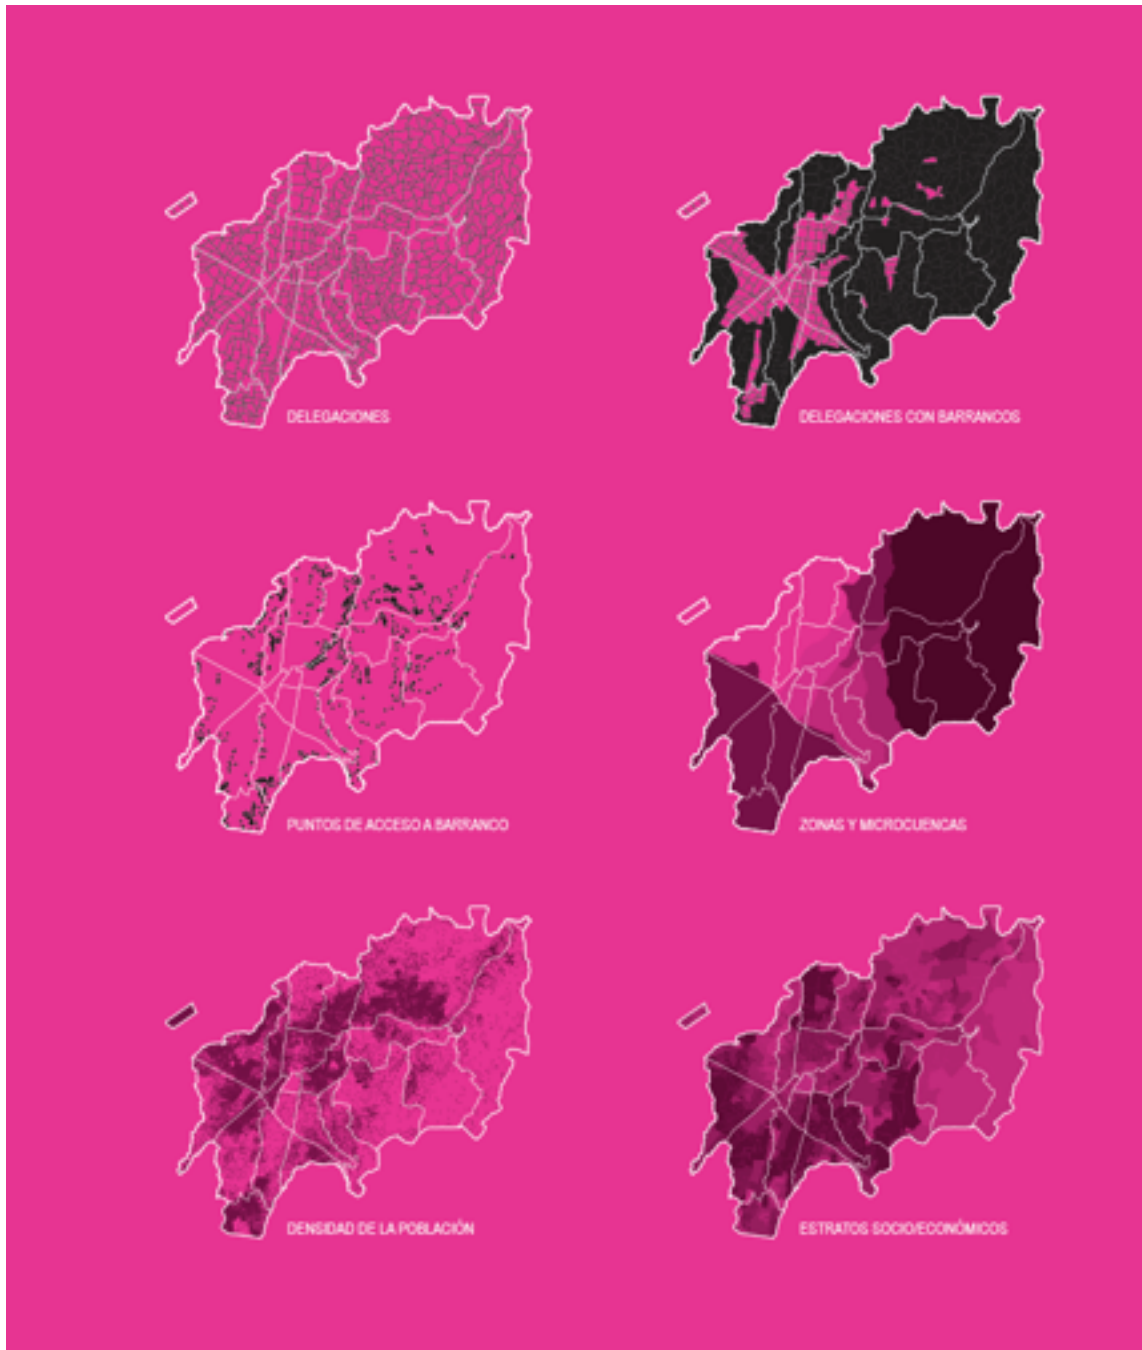 DELEGACIONES
DELEGACIONES CON BARRANCOS
PUNTOS DE ACCESO A BARRANCO
ZONAS Y MICROCUENCAS
DENSIDAD DE LA POBLACIÓN
ESTRATOS SOCIO/ECONÓMICOS